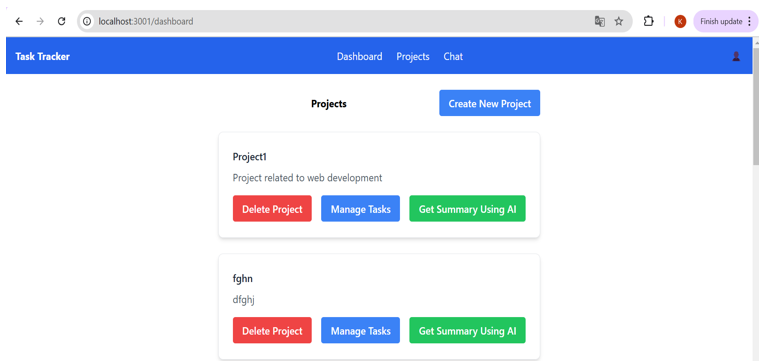 localhost:3001/dashboard
K
Finish update
Task Tracker
Dashboard Projects Chat
Projects
Create New Project
Project1
Project related to web development
Delete Project Manage Tasks Get Summary Using AI
fghn
dfghj
Delete Project Manage Tasks Get Summary Using AI